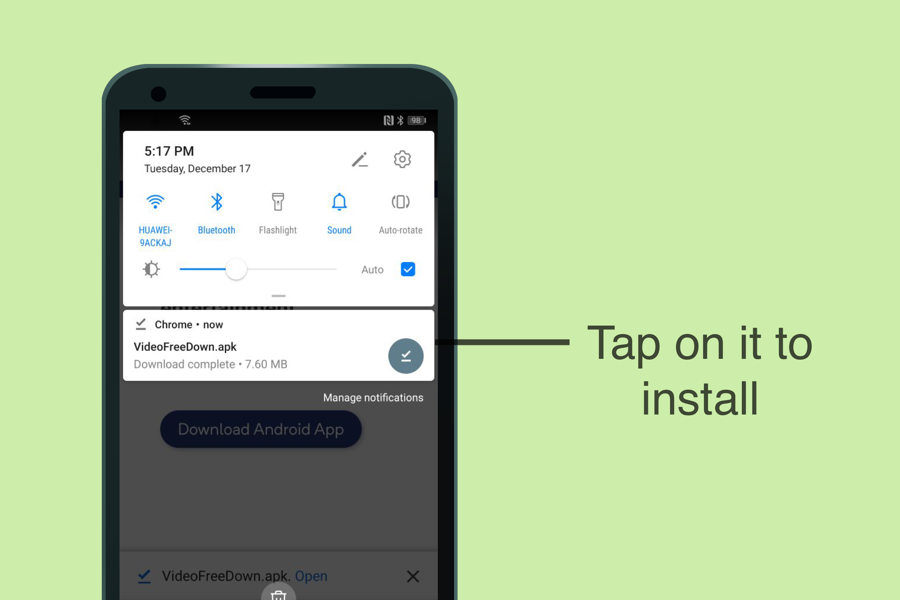 98
5:17 PM
Tuesday, December 17
HUAWEI-
9ACKAJ
Bluetooth
Flashlight
Sound
Auto-rotate
Auto
entertainment
Chrome • now
VideoFreeDown.apk
Download complete • 7.60 MB
Manage notifications
Download Android App
VideoFreeDown.apk. Open
Tap on it to
install